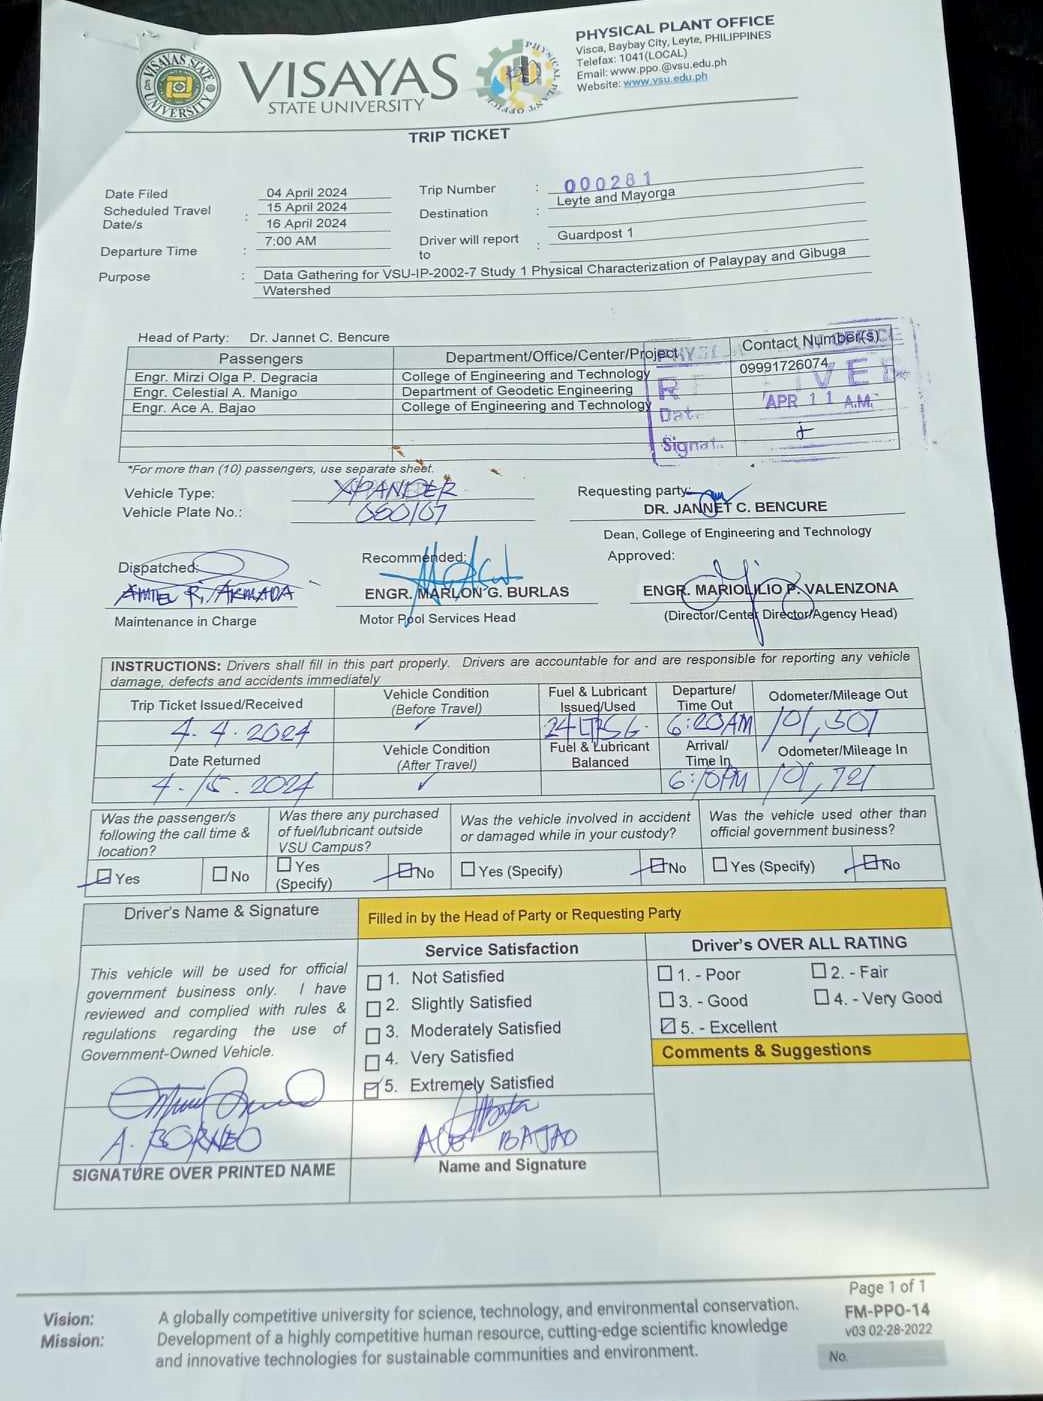 VISAYAS STATE UNIVERSITY
VISAYAS
STATE UNIVERSITY
PHYSICAL PLANT OFFICE
PHYSICAL PLANT OFFICE
Visca, Baybay City, Leyte, PHILIPPINES
Telefax: 1041(LOCAL)
Email: www.ppo.@vsu.edu.ph
Website: www.vsu.edu.ph
TRIP TICKET
Date Filed 04 April 2024 Trip Number : 000281
Scheduled Travel Date/s : 15 April 2024 16 April 2024 Destination : Leyte and Mayorga
Departure Time : 7:00 AM Driver will report to : Guardpost 1
Purpose : Data Gathering for VSU-IP-2002-7 Study 1 Physical Characterization of Palaypay and Gibuga
Watershed
Head of Party: Dr. Jannet C. Bencure
Passengers Department/Office/Center/Project Contact Number(s)
Engr. Mirzi Olga P. Degracia College of Engineering and Technology 09991726074
Engr. Celestial A. Manigo Department of Geodetic Engineering
Engr. Ace A. Bajao College of Engineering and Technology
APR 11 A.M.
Dat.
Signat.
*For more than (10) passengers, use separate sheet.
Vehicle Type: XPANDER Requesting party:
Vehicle Plate No.: DR. JANNET C. BENCURE
Dean, College of Engineering and Technology
Dispatched: Recommended: Approved:
AMIEL R. ARMADA ENGR. MARLON G. BURLAS ENGR. MARIOLILIO P. VALENZONA
Maintenance in Charge Motor Pool Services Head (Director/Center Director/Agency Head)
INSTRUCTIONS: Drivers shall fill in this part properly. Drivers are accountable for and are responsible for reporting any vehicle
damage, defects and accidents immediately
Trip Ticket Issued/Received Vehicle Condition (Before Travel) Fuel & Lubricant Issued/Used Departure/ Time Out Odometer/Mileage Out
4.4.2024 ✓ 6:20AM 101,507
Date Returned Vehicle Condition (After Travel) Fuel & Lubricant Balanced Arrival/ Time In Odometer/Mileage In
4.15.2024 ✓ 6:10PM 101,721
Was the passenger/s following the call time & location? Was there any purchased of fuel/lubricant outside VSU Campus? Was the vehicle involved in accident or damaged while in your custody? Was the vehicle used other than official government business?
Yes No Yes (Specify) No Yes (Specify) No Yes (Specify) No
Driver's Name & Signature Filled in by the Head of Party or Requesting Party
Service Satisfaction Driver's OVER ALL RATING
This vehicle will be used for official
government business only. I have
reviewed and complied with rules &
regulations regarding the use of
Government-Owned Vehicle.
1. Not Satisfied
2. Slightly Satisfied
3. Moderately Satisfied
4. Very Satisfied
5. Extremely Satisfied
1. - Poor 2. - Fair
3. - Good 4. - Very Good
5. - Excellent
Comments & Suggestions
A. BORNEO ACE BAJAO
SIGNATURE OVER PRINTED NAME Name and Signature
Page 1 of 1
FM-PPO-14
v03 02-28-2022
No.
Vision: A globally competitive university for science, technology, and environmental conservation.
Mission: Development of a highly competitive human resource, cutting-edge scientific knowledge
and innovative technologies for sustainable communities and environment.